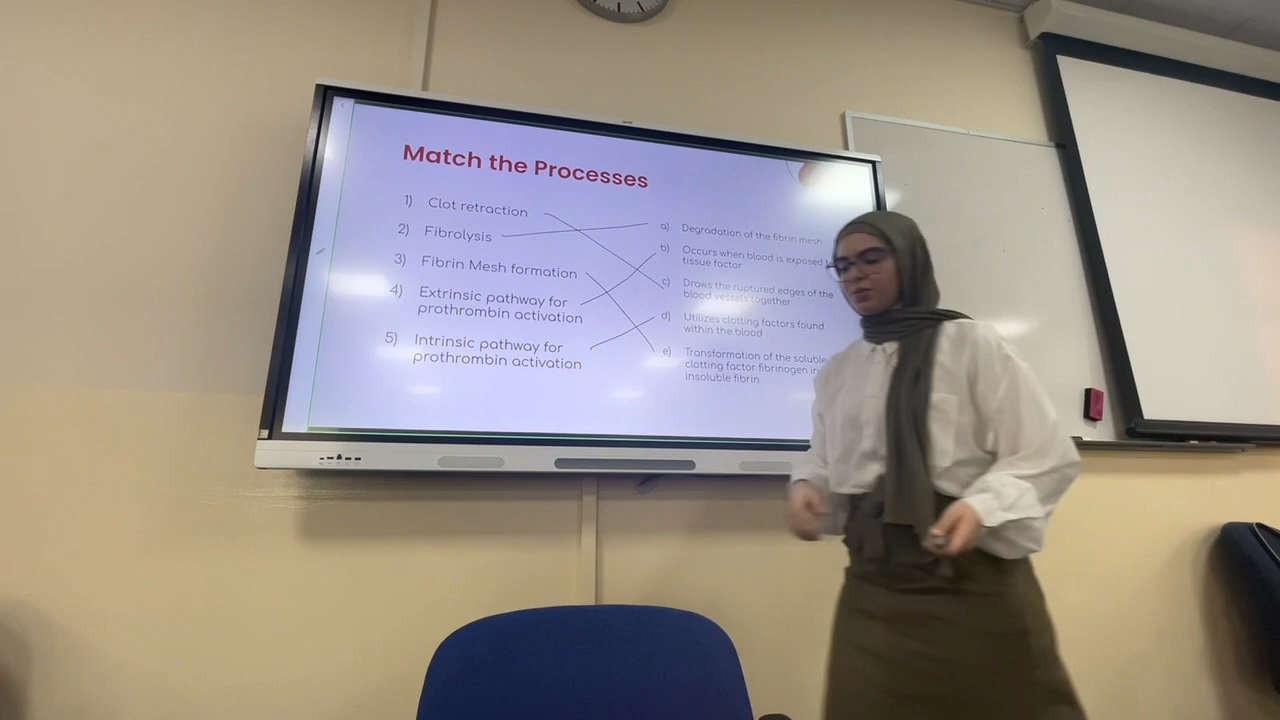 Match the Processes
1) Clot retraction
2) Fibrolysis
3) Fibrin Mesh formation
4) Extrinsic pathway for
prothrombin activation
5) Intrinsic pathway for
prothrombin activation
a) Degradation of the fibrin mesh
b) Occurs when blood is exposed
tissue factor
c) Draws the ruptured edges of the
blood vessels together
d) Utilizes clotting factors found
within the blood
e) Transformation of the soluble
clotting factor fibrinogen
insoluble fibrin